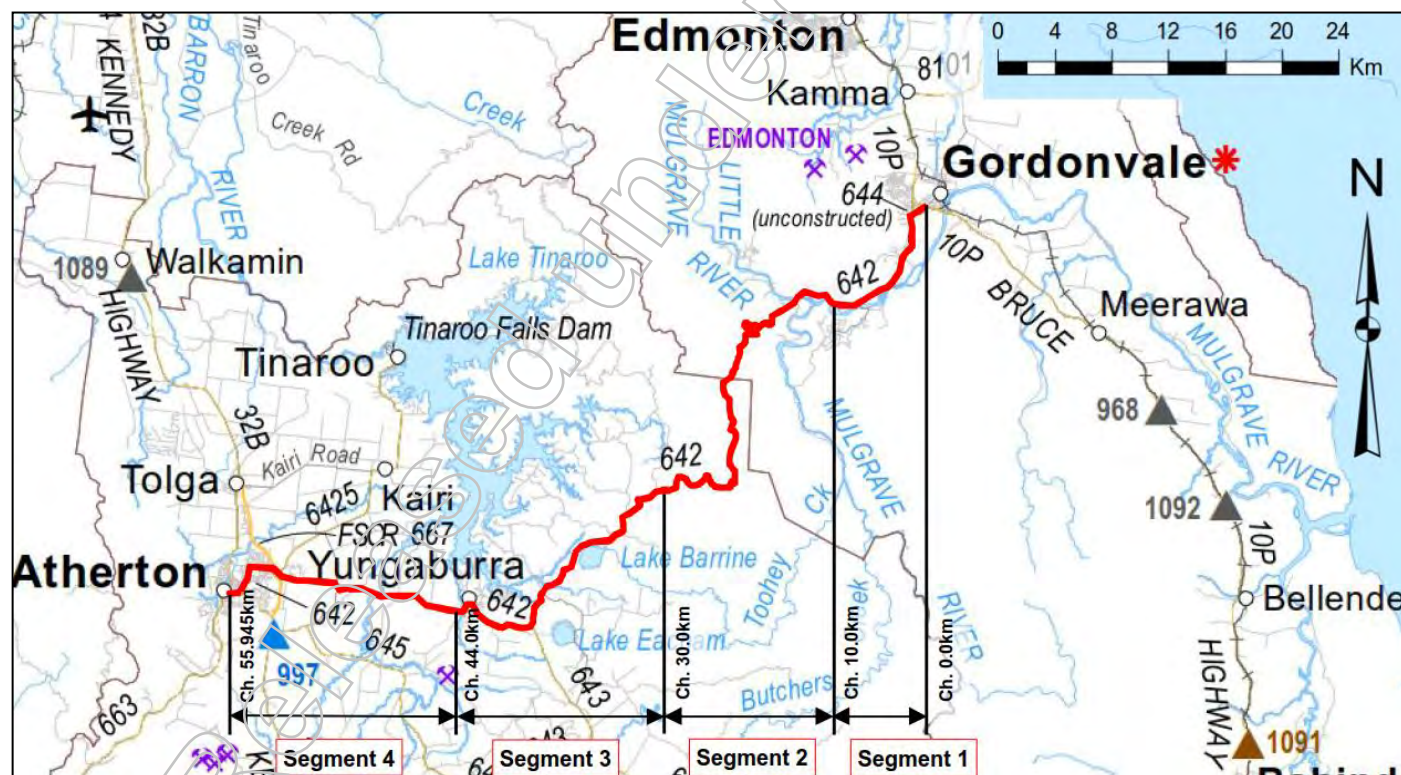 Edmonton
0 4 8 12 16 20 24
Km
KENNEDY
32B
BARRON
RIVER
Tinaroo
Creek Rd
Creek
8101
Kamma
MULGRAVE
LITTLE
EDMONTON
10P
Gordonvale
N
644
(unconstructed)
RIVER
1089
Walkamin
HIGHWAY
Lake Tinaroo
RIVER
642
10P
BRUCE
Meerawa
Tinaroo Falls Dam
Tinaroo
MULGRAVE
RIVER
968
32B
Kairi Road
Tolga
Kairi
6425
642
MULGRAVE
Ck
1092
10P
FSCR 667
Atherton
Yungaburra
642
Lake Barrine
Toohey
Creek
RIVER
Bellende
642
645
Lake Eacham
997
643
Butchers
HIGHWAY
663
Ch. 55.945km
Ch. 44.0km
Ch. 30.0km
Ch. 10.0km
Ch. 0.0km
1091
Segment 4
Segment 3
Segment 2
Segment 1